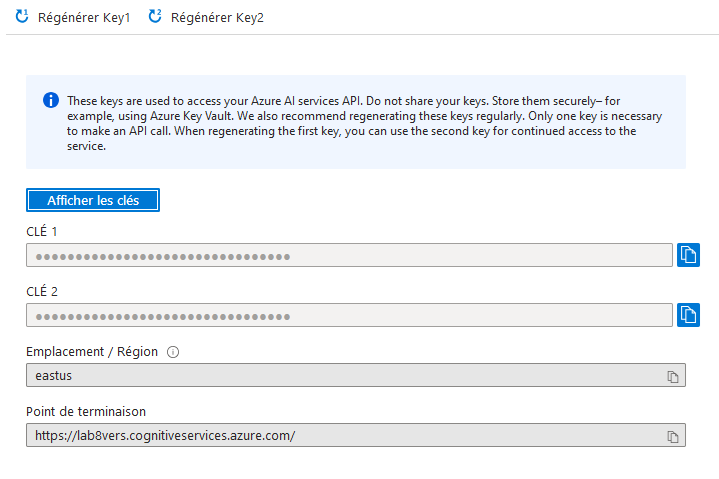 Régénérer Key1 Régénérer Key2
These keys are used to access your Azure AI services API. Do not share your keys. Store them securely– for
example, using Azure Key Vault. We also recommend regenerating these keys regularly. Only one key is necessary
to make an API call. When regenerating the first key, you can use the second key for continued access to the
service.
Afficher les clés
CLÉ 1
●●●●●●●●●●●●●●●●●●●●●●●●●●●●●●●●
CLÉ 2
●●●●●●●●●●●●●●●●●●●●●●●●●●●●●●●●
Emplacement / Région
eastus
Point de terminaison
https://lab8vers.cognitiveservices.azure.com/